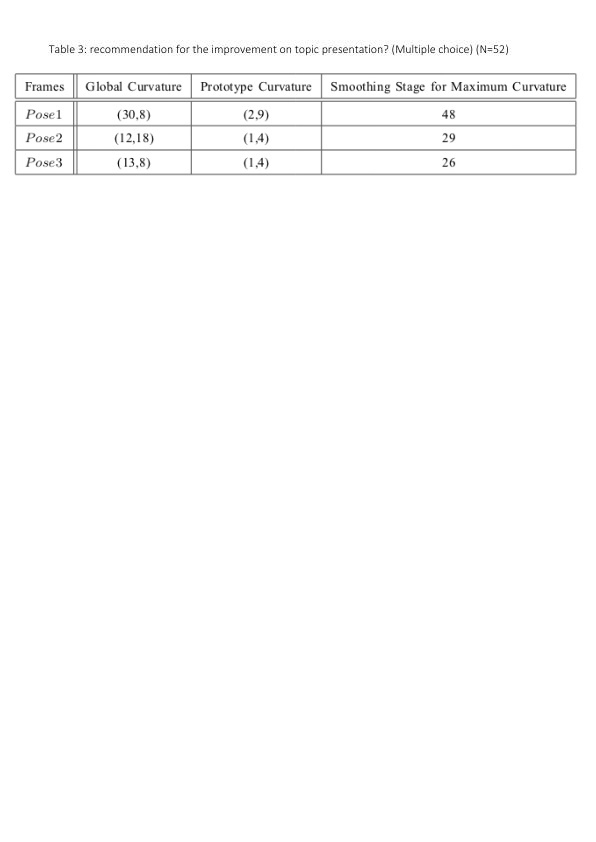 Table 3: recommendation for the improvement on topic presentation? (Multiple choice) (N=52)
Frames Global Curvature Prototype Curvature Smoothing Stage for Maximum Curvature
Pose1 (30,8) (2,9) 48
Pose2 (12,18) (1,4) 29
Pose3 (13,8) (1,4) 26